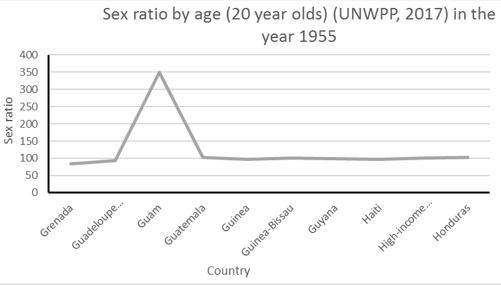 Sex ratio by age (20 year olds) (UNWPP, 2017) in the
year 1955
400
350
300
250
200
150
100
50
0
Sex ratio
Grenada
Guadeloupe...
Guam
Guatemala
Guinea
Guinea-Bissau
Guyana
Haiti
High-income...
Honduras
Country